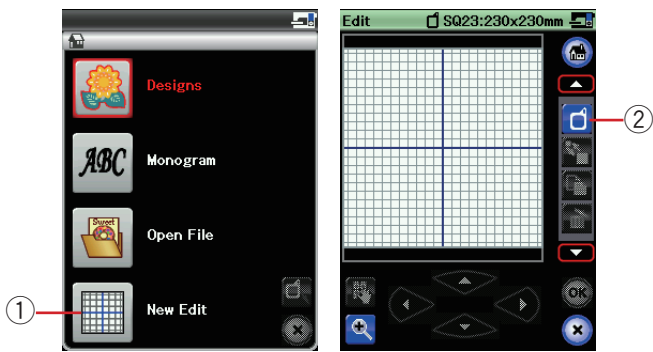 Designs
ABC
Monogram
Sweet
Open File
① New Edit
Edit SQ23:230x230mm
②
OK